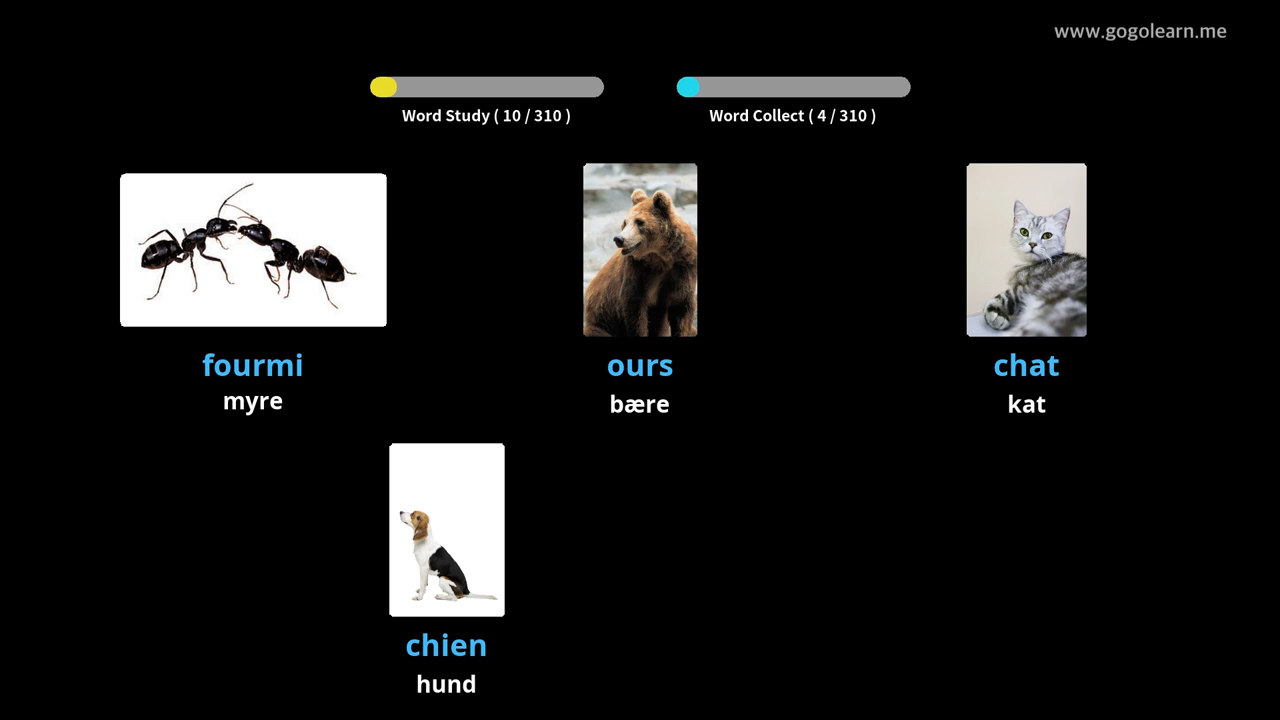 www.gogolearn.me
Word Study ( 10 / 310 )
Word Collect ( 4 / 310 )
fourmi
myre
ours
bære
chat
kat
chien
hund